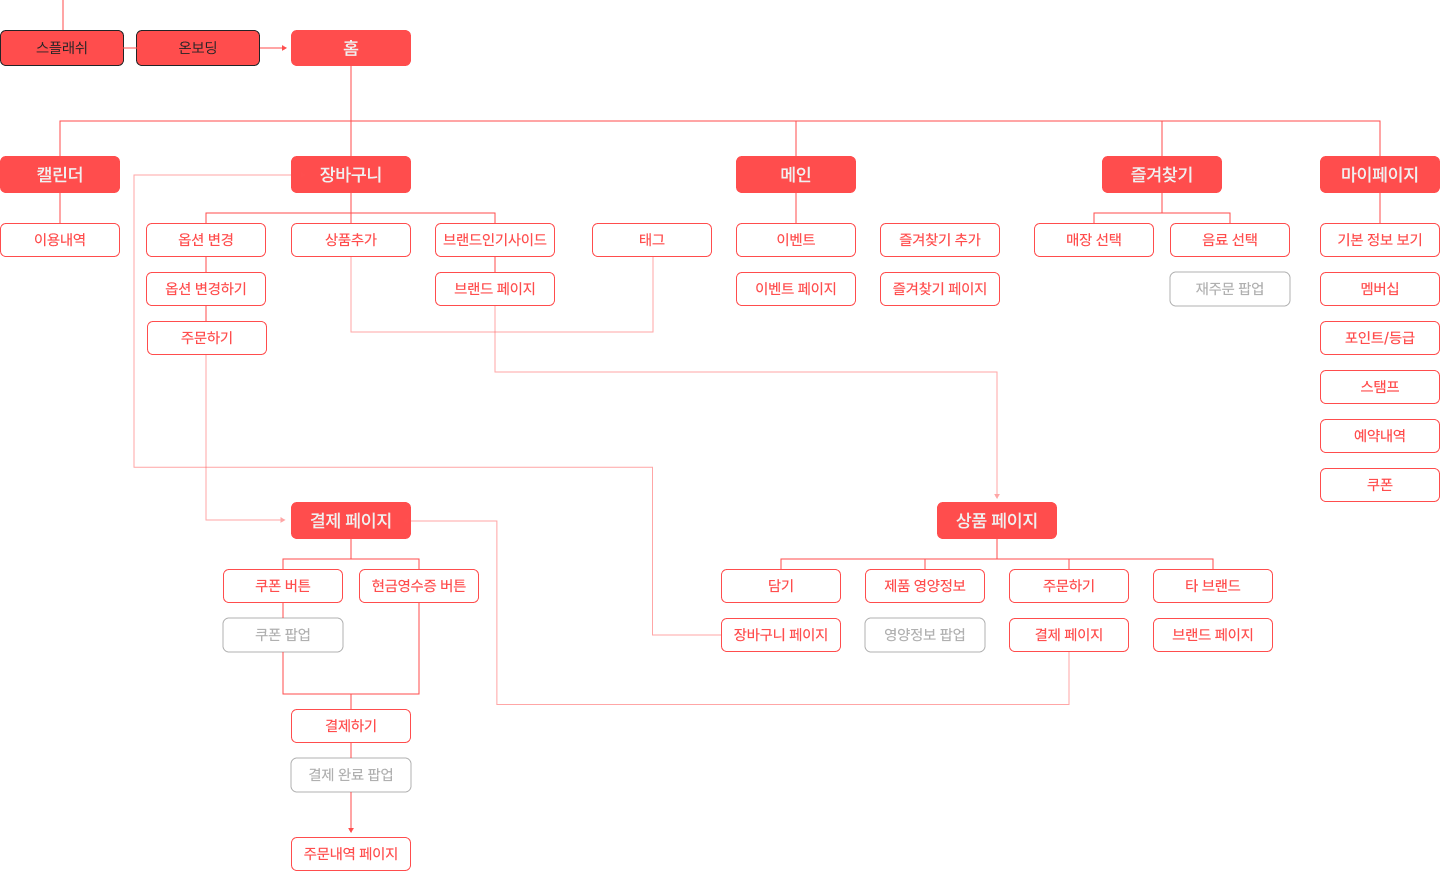 스플래쉬
온보딩
홈
캘린더
장바구니
메인
즐겨찾기
마이페이지
이용내역
옵션 변경
상품추가
브랜드인기사이드
태그
이벤트
즐겨찾기 추가
매장 선택
음료 선택
기본 정보 보기
옵션 변경하기
브랜드 페이지
이벤트 페이지
즐겨찾기 페이지
재주문 팝업
멤버십
주문하기
포인트/등급
스탬프
예약내역
쿠폰
결제 페이지
상품 페이지
쿠폰 버튼
현금영수증 버튼
담기
제품 영양정보
주문하기
타 브랜드
쿠폰 팝업
장바구니 페이지
영양정보 팝업
결제 페이지
브랜드 페이지
결제하기
결제 완료 팝업
주문내역 페이지